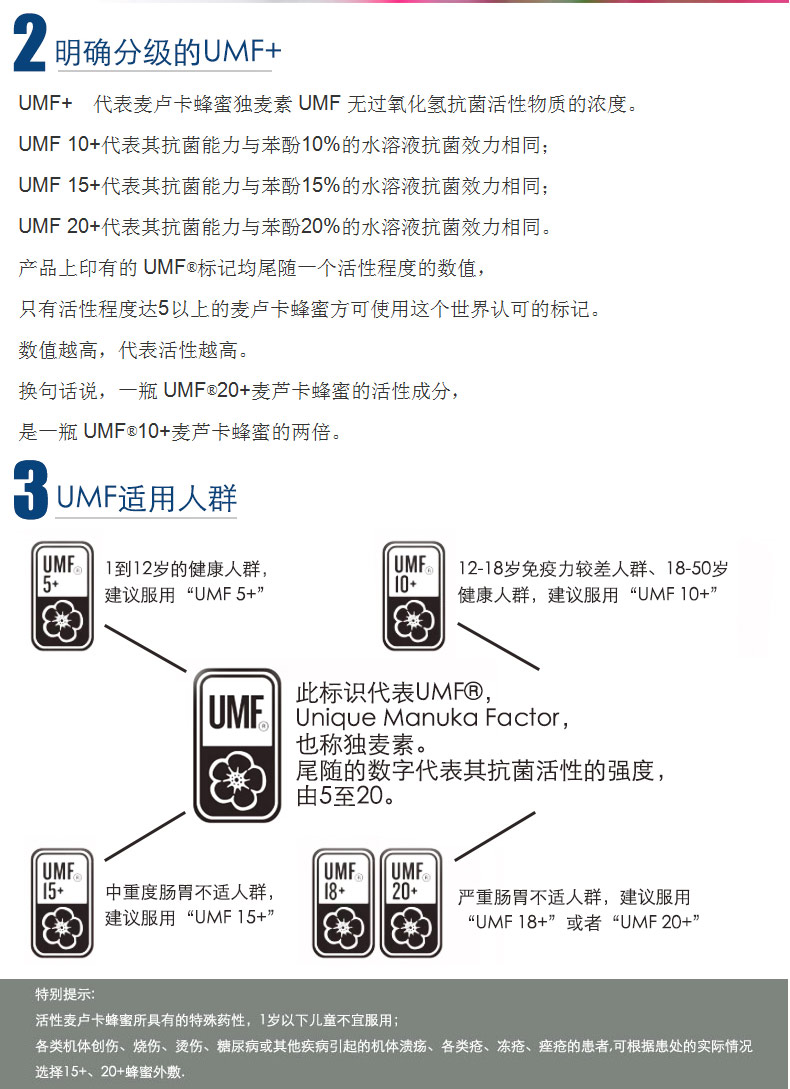 2 明确分级的UMF+
UMF+ 代表麦卢卡蜂蜜独麦素 UMF 无过氧化氢抗菌活性物质的浓度。
UMF 10+代表其抗菌能力与苯酚10%的水溶液抗菌效力相同；
UMF 15+代表其抗菌能力与苯酚15%的水溶液抗菌效力相同；
UMF 20+代表其抗菌能力与苯酚20%的水溶液抗菌效力相同。
产品上印有的 UMF®标记均尾随一个活性程度的数值，
只有活性程度达5以上的麦卢卡蜂蜜方可使用这个世界认可的标记。
数值越高，代表活性越高。
换句话说，一瓶 UMF®20+麦芦卡蜂蜜的活性成分，
是一瓶 UMF®10+麦芦卡蜂蜜的两倍。
3 UMF适用人群
UMF®
5+
1到12岁的健康人群，
建议服用“UMF 5+”
UMF®
10+
12-18岁免疫力较差人群、18-50岁
健康人群，建议服用“UMF 10+”
UMF®
此标识代表UMF®，
Unique Manuka Factor，
也称独麦素。
尾随的数字代表其抗菌活性的强度，
由5至20。
UMF®
15+
中重度肠胃不适人群，
建议服用“UMF 15+”
UMF®
18+
UMF®
20+
严重肠胃不适人群，建议服用
“UMF 18+”或者“UMF 20+”
特别提示:
活性麦卢卡蜂蜜所具有的特殊药性，1岁以下儿童不宜服用；
各类机体创伤、烧伤、烫伤、糖尿病或其他疾病引起的机体溃疡、各类疮、冻疮、痤疮的患者,可根据患处的实际情况
选择15+、20+蜂蜜外敷.